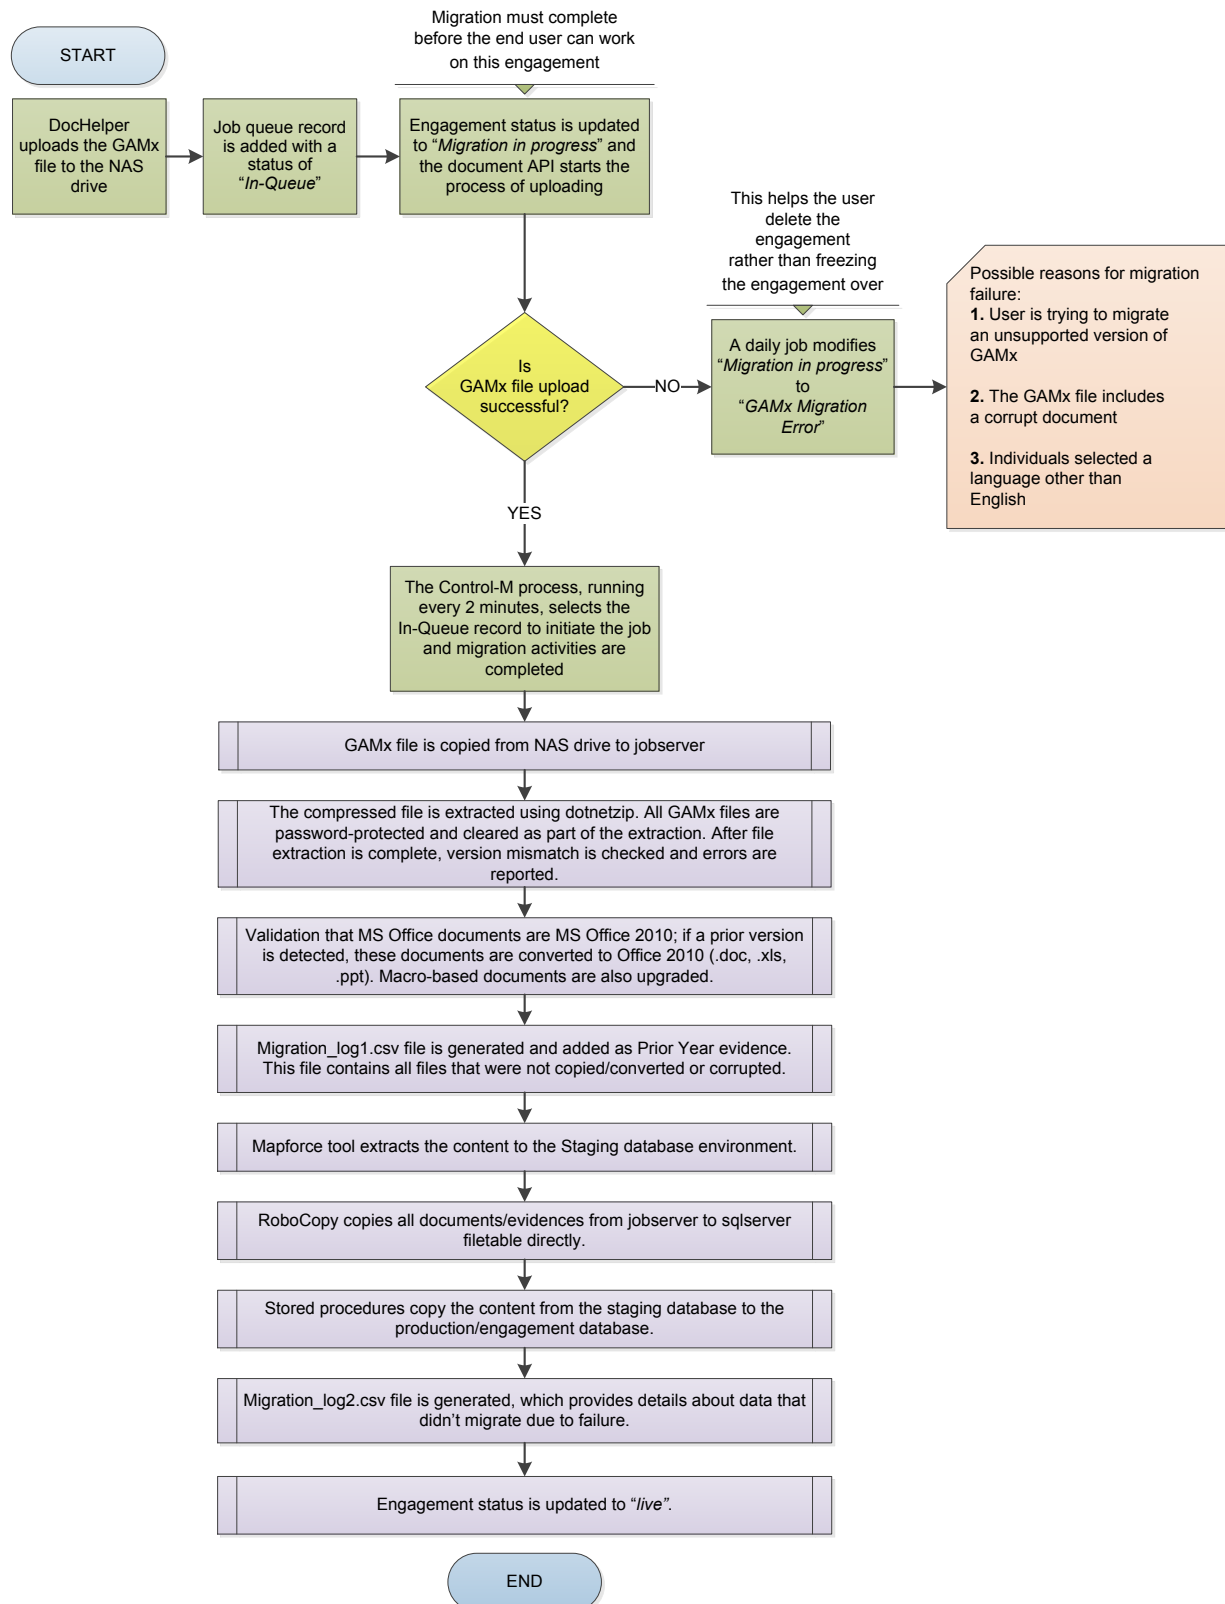 START
Migration must complete
before the end user can work
on this engagement
DocHelper
uploads the GAMx
file to the NAS
drive
Job queue record
is added with a
status of
“In-Queue”
Engagement status is updated
to “Migration in progress” and
the document API starts the
process of uploading
This helps the user
delete the
engagement
rather than freezing
the engagement over
Is
GAMx file upload
successful?
NO
A daily job modifies
“Migration in progress”
to
“GAMx Migration
Error”
Possible reasons for migration
failure:
1. User is trying to migrate
an unsupported version of
GAMx
2. The GAMx file includes
a corrupt document
3. Individuals selected a
language other than
English
YES
The Control-M process, running
every 2 minutes, selects the
In-Queue record to initiate the job
and migration activities are
completed
GAMx file is copied from NAS drive to jobserver
The compressed file is extracted using dotnetzip. All GAMx files are
password-protected and cleared as part of the extraction. After file
extraction is complete, version mismatch is checked and errors are
reported.
Validation that MS Office documents are MS Office 2010; if a prior version
is detected, these documents are converted to Office 2010 (.doc, .xls,
.ppt). Macro-based documents are also upgraded.
Migration_log1.csv file is generated and added as Prior Year evidence.
This file contains all files that were not copied/converted or corrupted.
Mapforce tool extracts the content to the Staging database environment.
RoboCopy copies all documents/evidences from jobserver to sqlserver
filetable directly.
Stored procedures copy the content from the staging database to the
production/engagement database.
Migration_log2.csv file is generated, which provides details about data that
didn’t migrate due to failure.
Engagement status is updated to “live”.
END